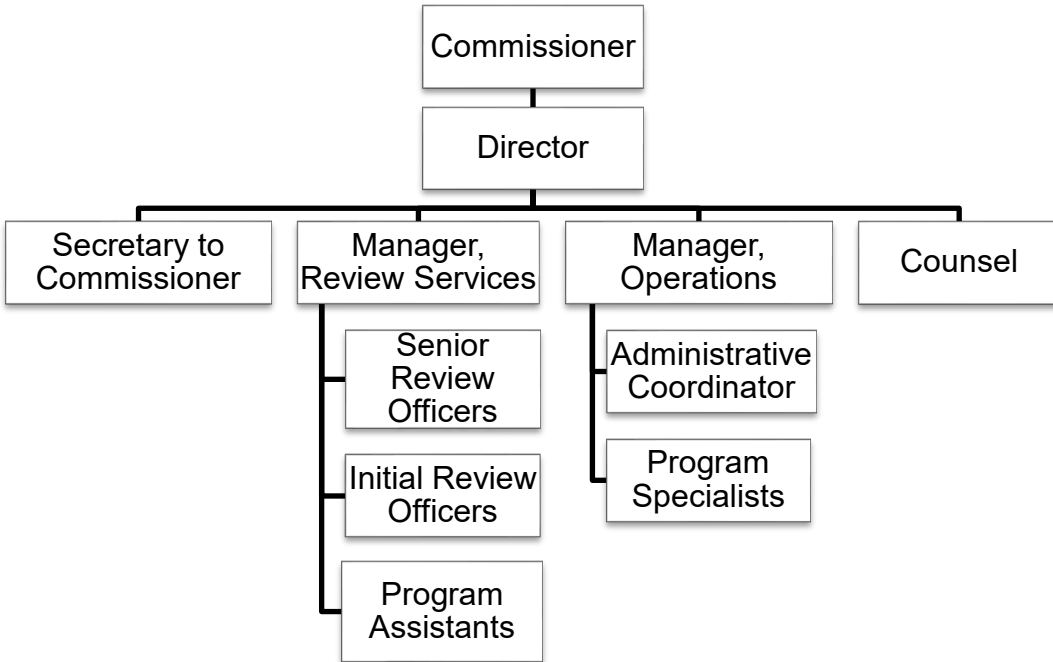 Commissioner
Director
Secretary to
Commissioner
Manager,
Review Services
Manager,
Operations
Counsel
Senior
Review
Officers
Initial Review
Officers
Program
Assistants
Administrative
Coordinator
Program
Specialists